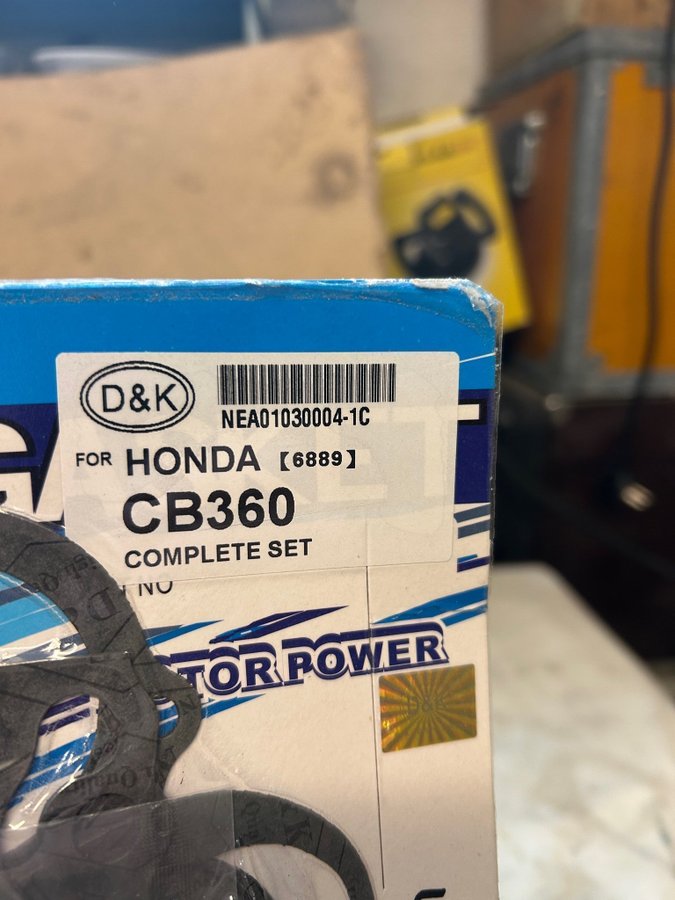 D&K
NEA01030004-1C
FOR HONDA 【6889】
CB360
COMPLETE SET
NO
TOR POWER
D&K